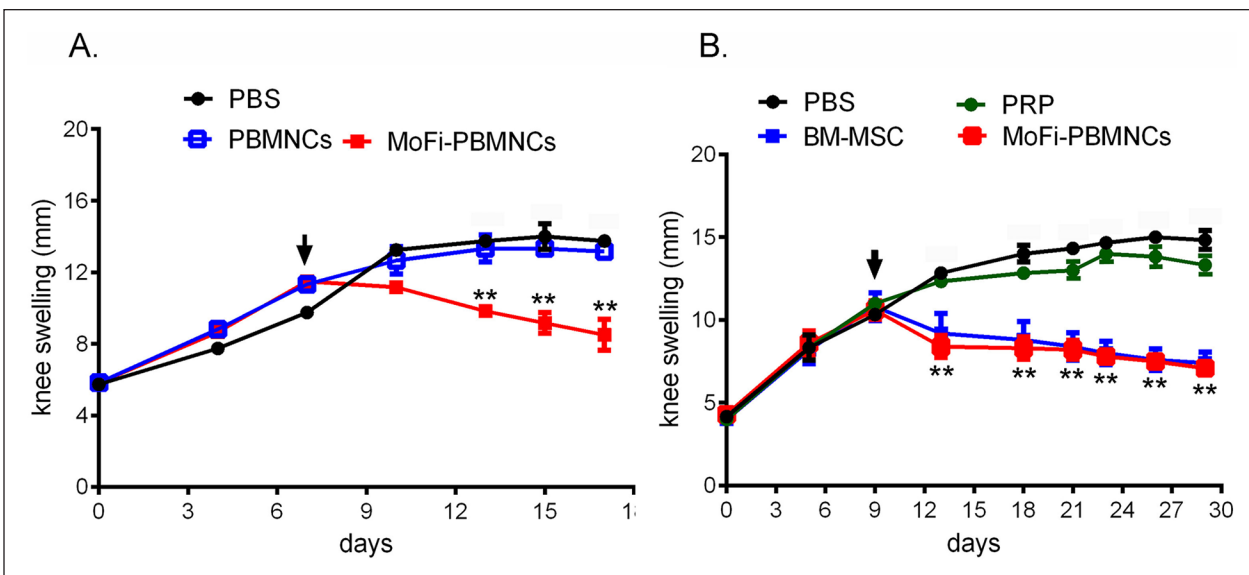 A.
PBS
PBMNCs MoFi-PBMNCs
20
16
12
8
4
0
knee swelling (mm)
** ** **
0 3 6 9 12 15
days
B.
PBS PRP
BM-MSC MoFi-PBMNCs
20
15
10
5
0
knee swelling (mm)
** ** ** ** ** **
0 3 6 9 12 15 18 21 24 27 30
days